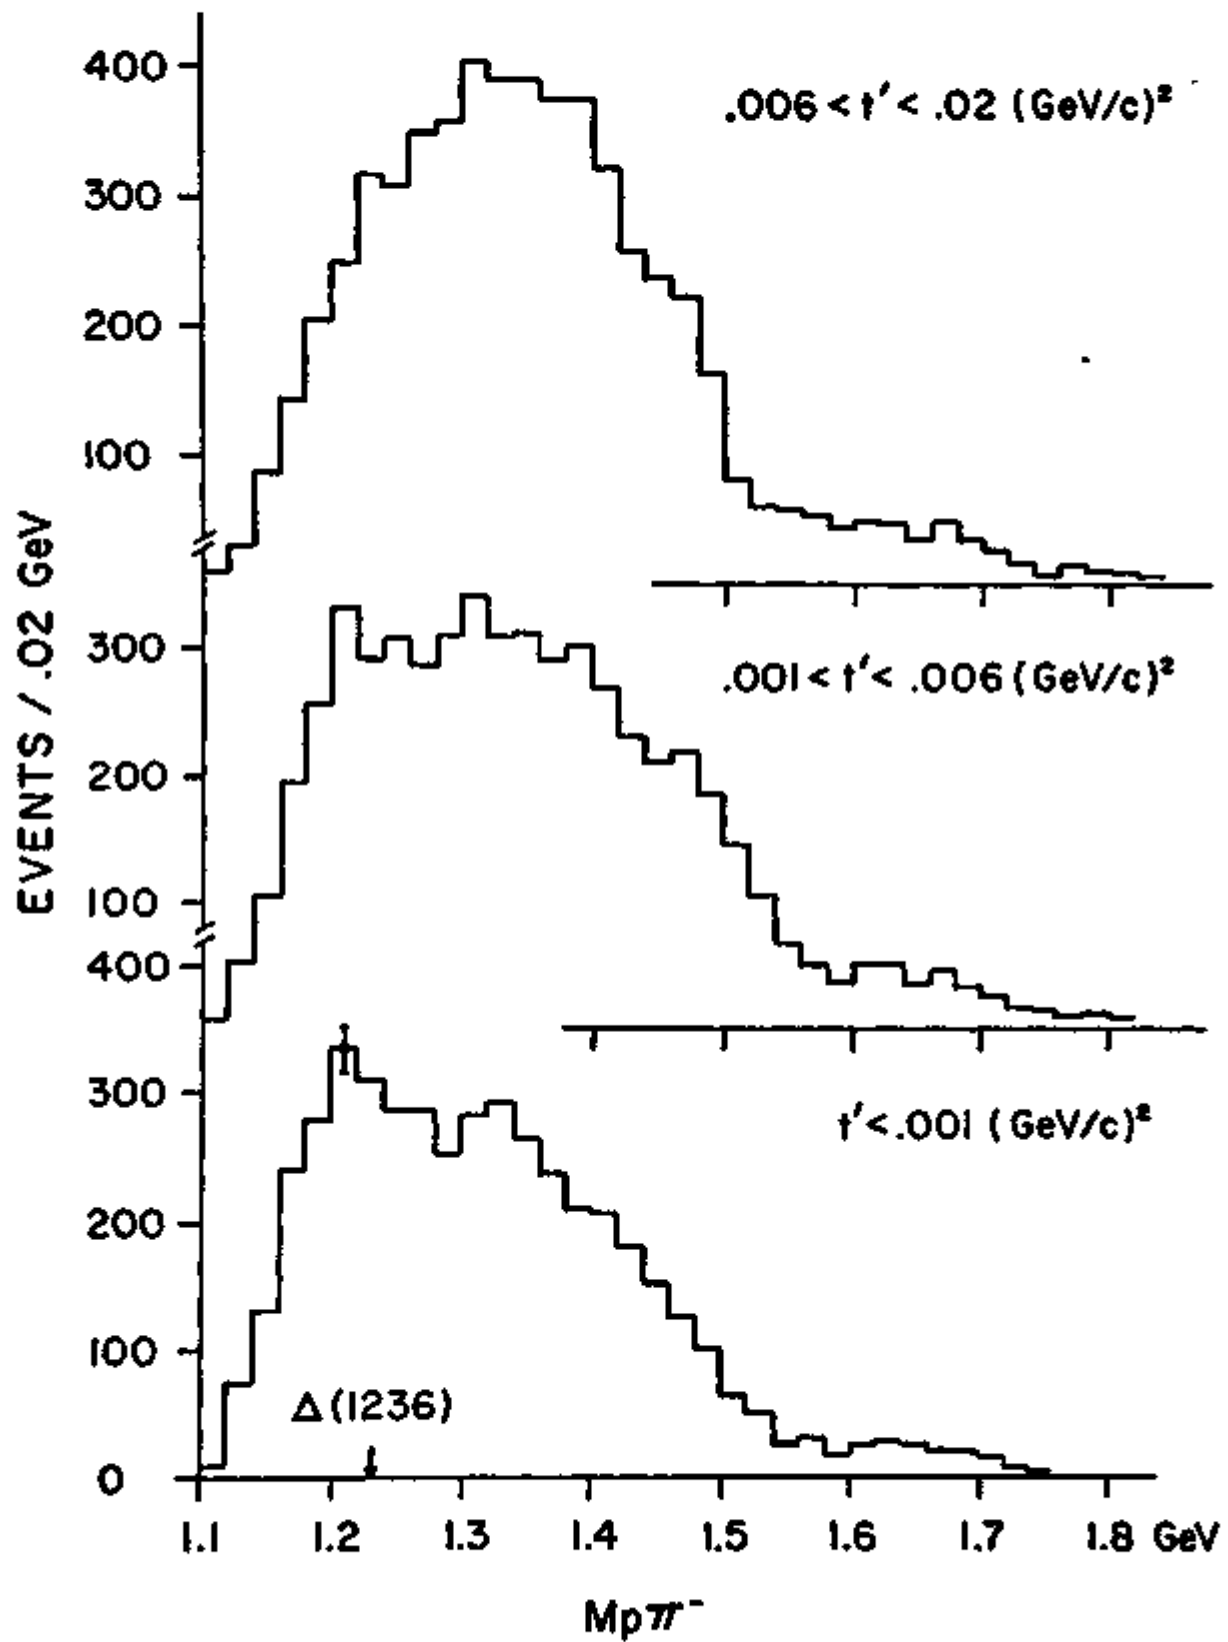 400
.006 < t′ < .02 (GeV/c)²
300
200
100
EVENTS / .02 GeV
300
.001 < t′ < .006 (GeV/c)²
200
100
400
300
t′ < .001 (GeV/c)²
200
100
Δ(1236)
0
1.1 1.2 1.3 1.4 1.5 1.6 1.7 1.8 GeV
Mpπ⁻